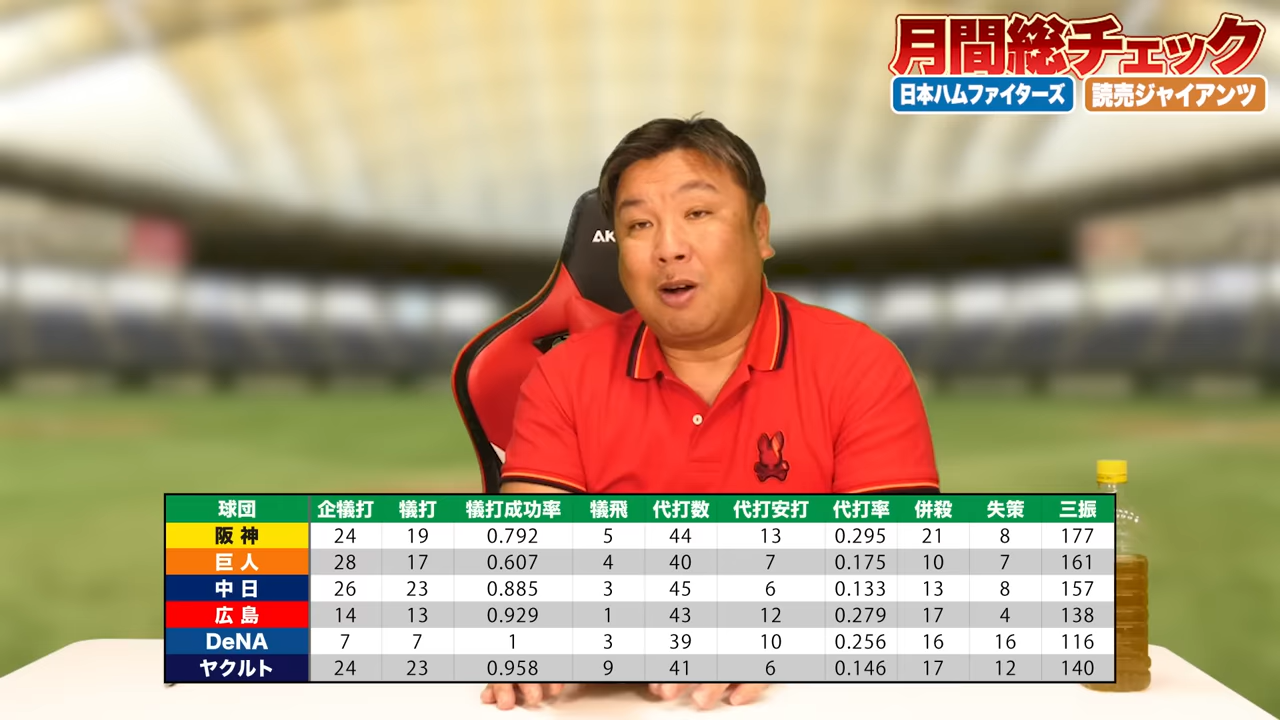 月間総チェック
日本ハムファイターズ 読売ジャイアンツ
AK
球団 企犠打 犠打 犠打成功率 犠飛 代打数 代打安打 代打率 併殺 失策 三振
阪神 24 19 0.792 5 44 13 0.295 21 8 177
巨人 28 17 0.607 4 40 7 0.175 10 7 161
中日 26 23 0.885 3 45 6 0.133 13 8 157
広島 14 13 0.929 1 43 12 0.279 17 4 138
DeNA 7 7 1 3 39 10 0.256 16 16 116
ヤクルト 24 23 0.958 9 41 6 0.146 17 12 140